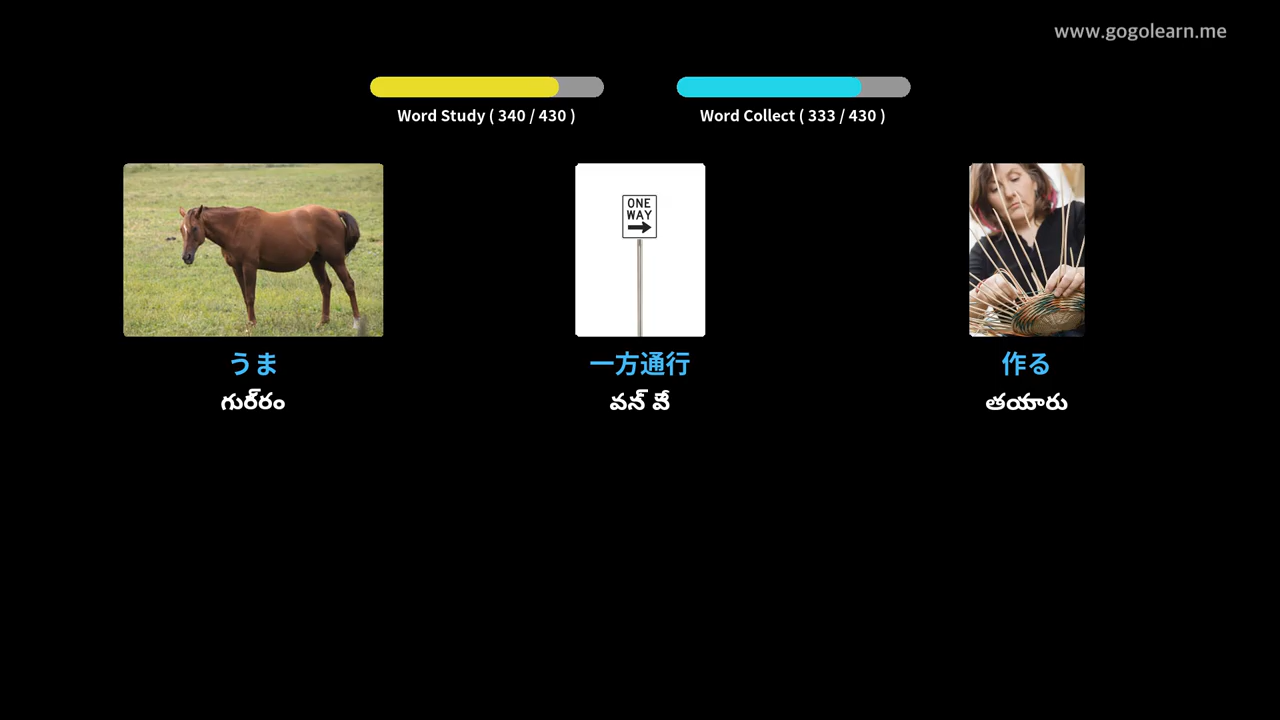 www.gogolearn.me
Word Study ( 340 / 430 )
Word Collect ( 333 / 430 )
ONE
WAY
うま
一方通行
作る
గుర్రం
వన్ వే
తయారు